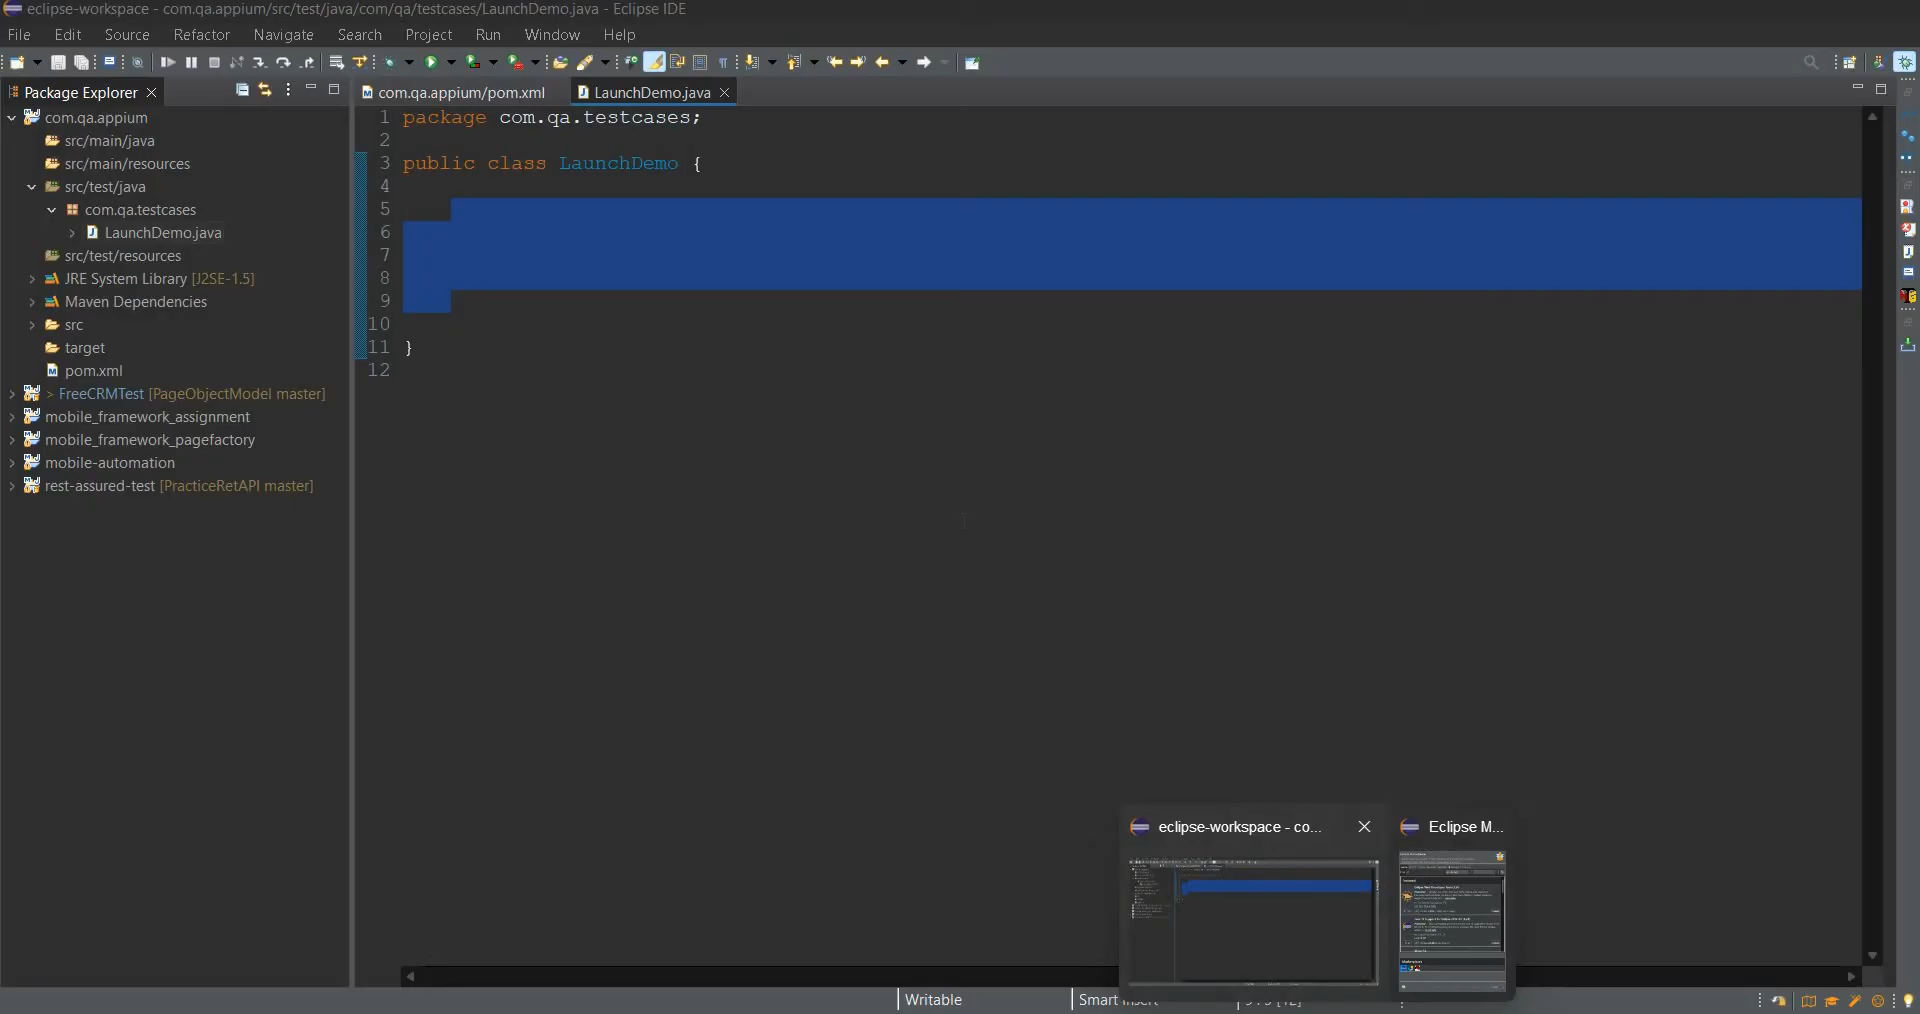 eclipse-workspace - com.qa.appium/src/test/java/com/qa/testcases/LaunchDemo.java - Eclipse IDE
File Edit Source Refactor Navigate Search Project Run Window Help
Package Explorer
com.qa.appium/pom.xml
LaunchDemo.java
com.qa.appium
src/main/java
src/main/resources
src/test/java
com.qa.testcases
LaunchDemo.java
src/test/resources
JRE System Library [J2SE-1.5]
Maven Dependencies
src
target
pom.xml
> FreeCRMTest [PageObjectModel master]
mobile_framework_assignment
mobile_framework_pagefactory
mobile-automation
rest-assured-test [PracticeRetAPI master]
1 package com.qa.testcases;
2
3 public class LaunchDemo {
4
5
6
7
8
9
10
11 }
12
eclipse-workspace - co...
Eclipse M...
Writable
Smart Insert